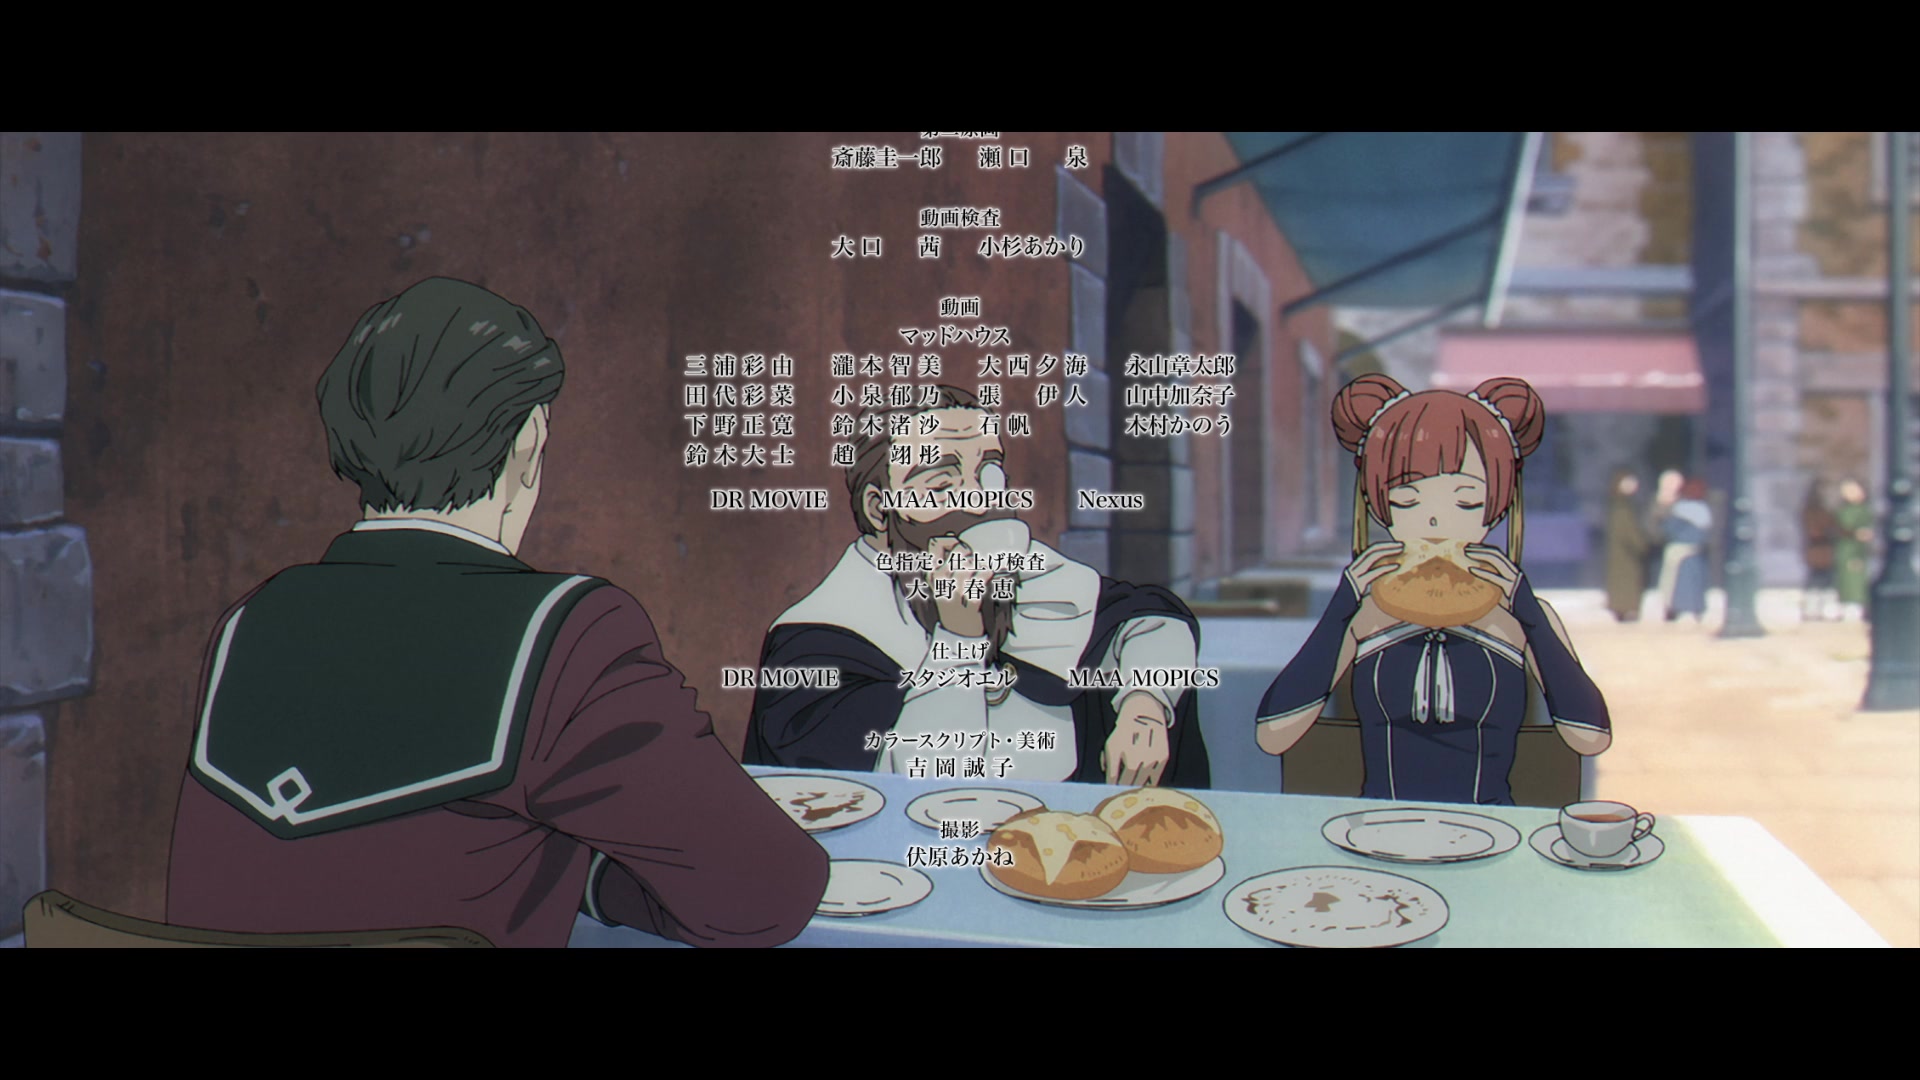 斎藤圭一郎 瀬口 泉
動画検査
大口 茜 小杉あかり
動画
マッドハウス
三浦彩由 瀧本智美 大西夕海 永山章太郎
田代彩菜 小泉郁乃 張 伊人 山中加奈子
下野正寛 鈴木渚沙 石帆 木村かのう
鈴木大士 趙 翊彤
DR MOVIE MAA MOPICS Nexus
色指定・仕上げ検査
大野春恵
仕上げ
DR MOVIE スタジオエル MAA MOPICS
カラースクリプト・美術
吉岡誠子
撮影
伏原あかね